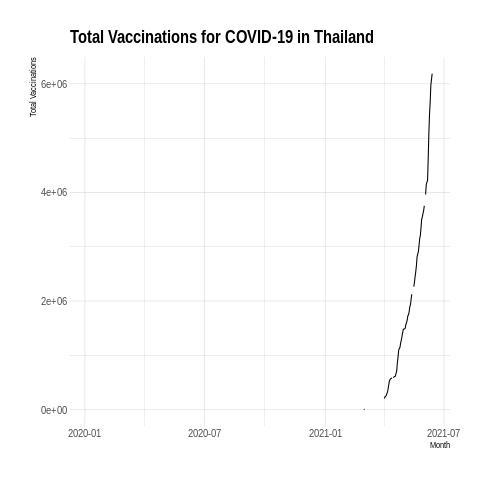 Total Vaccinations for COVID-19 in Thailand
Total Vaccinations
6e+06
4e+06
2e+06
0e+00
2020-01 2020-07 2021-01 2021-07
Month